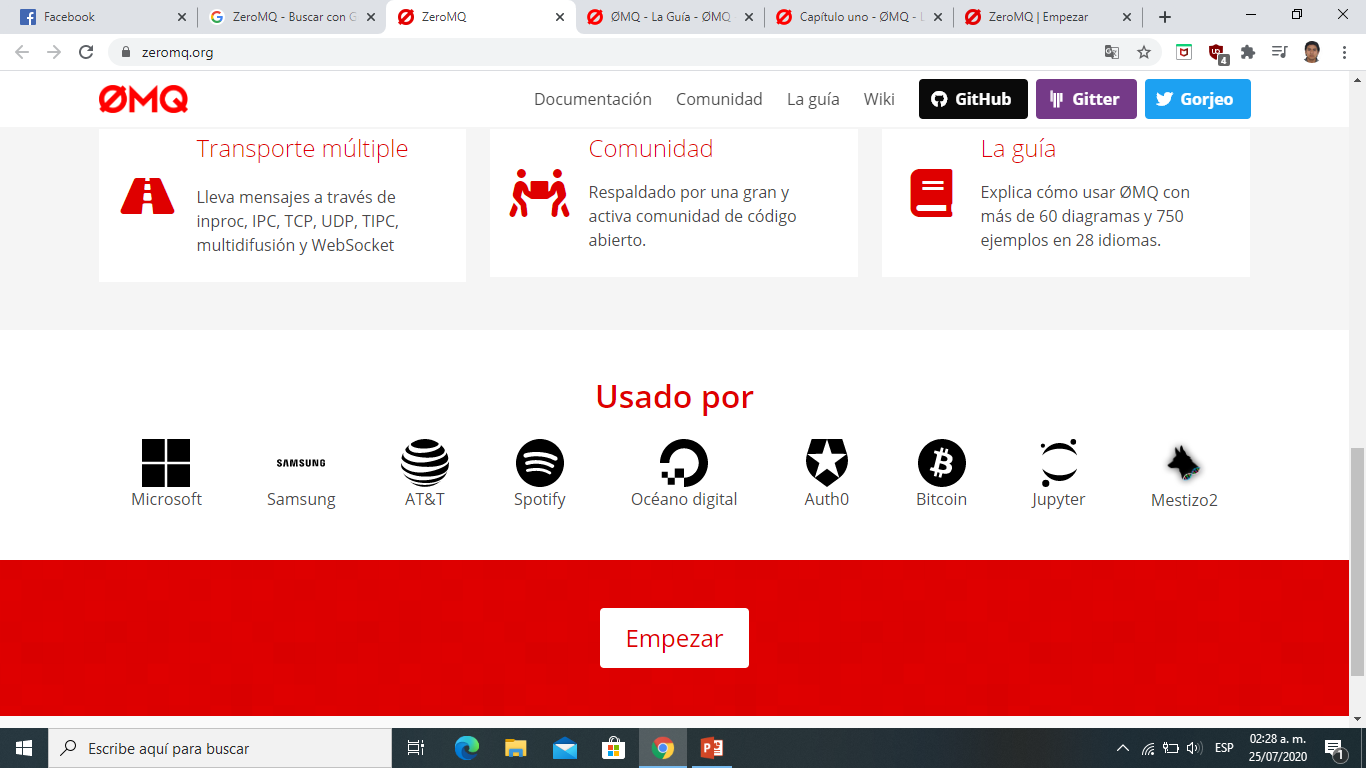 Facebook
ZeroMQ - Buscar con G
ZeroMQ
ØMQ - La Guía - ØMQ
Capítulo uno - ØMQ - L
ZeroMQ | Empezar
zeromq.org
4
ØMQ
Documentación
Comunidad
La guía
Wiki
GitHub
Gitter
Gorjeo
Transporte múltiple
Lleva mensajes a través de
inproc, IPC, TCP, UDP, TIPC,
multidifusión y WebSocket
Comunidad
Respaldado por una gran y
activa comunidad de código
abierto.
La guía
Explica cómo usar ØMQ con
más de 60 diagramas y 750
ejemplos en 28 idiomas.
Usado por
SAMSUNG
Microsoft
Samsung
AT&T
Spotify
Océano digital
Auth0
Bitcoin
Jupyter
Mestizo2
Empezar
Escribe aquí para buscar
ESP
02:28 a. m.
25/07/2020
1